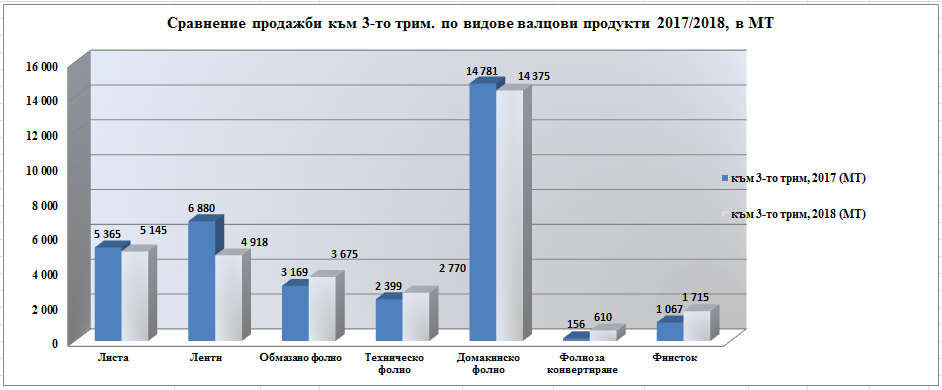 Сравнение продажби към 3-то трим. по видове валцови продукти 2017/2018, в МТ
16 000
14 000
12 000
10 000
8 000
6 000
4 000
2 000
0
5 365
5 145
6 880
4 918
3 169
3 675
2 399
2 770
14 781
14 375
156
610
1 067
1 715
към 3-то трим, 2017 (МТ)
към 3-то трим, 2018 (МТ)
Листа
Ленти
Обмазано фолио
Техническо
фолио
Домакинско
фолио
Фолио за
конвертиране
Финсток